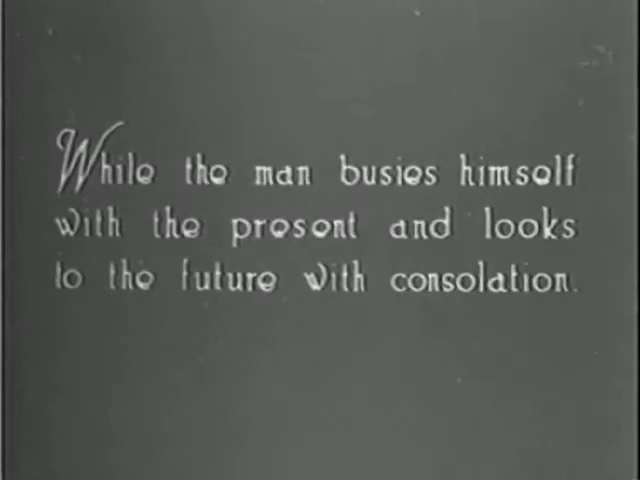 While the man busies himself
with the present and looks
to the future with consolation.